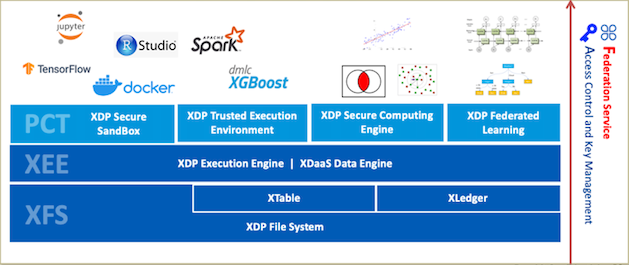 jupyter
R Studio
APACHE
Spark
TensorFlow
docker
dmlc
XGBoost
PCT
XDP Secure
SandBox
XDP Trusted Execution
Environment
XDP Secure Computing
Engine
XDP Federated
Learning
XEE
XDP Execution Engine | XDaaS Data Engine
XFS
XTable
XLedger
XDP File System
Federation Service
Access Control and Key Management